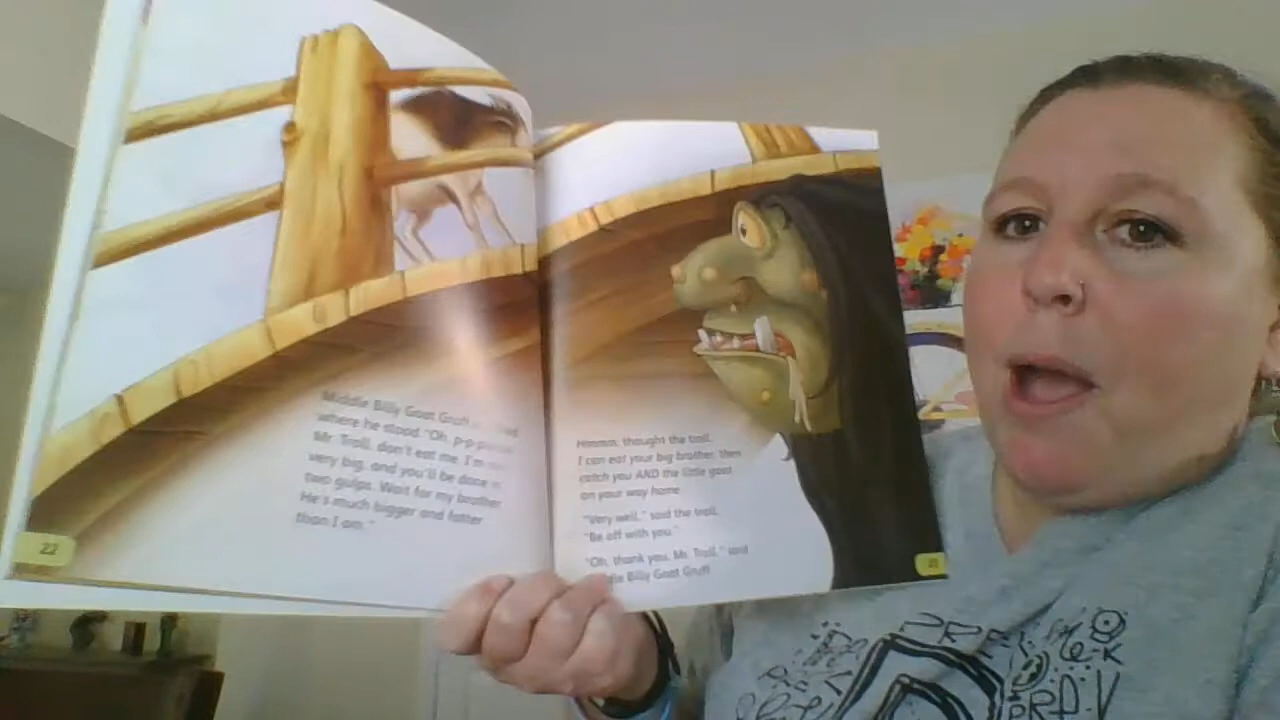 Middle Billy Goat Gruff
where he stood. "Oh, p-p-p
Mr. Troll, don't eat me. I'm
very big, and you'll be done in
two gulps. Wait for my brother.
He's much bigger and fatter
than I am."
22
Hmmm, thought the troll.
I can eat your big brother, then
catch you AND the little goat
on your way home.
"Very well," said the troll.
"Be off with you."
"Oh, thank you, Mr. Troll," said
Billy Goat Gruff.
PRAY